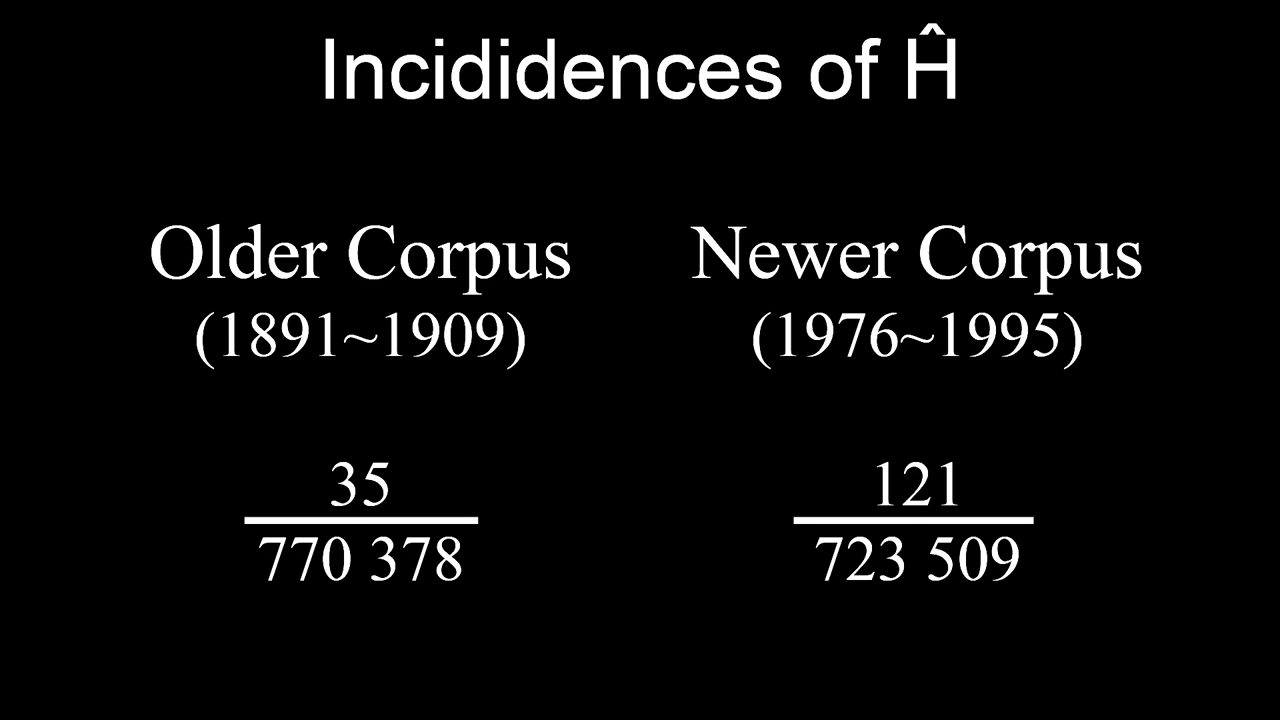 Incididences of Ĥ
Older Corpus
(1891~1909)
35
770 378
Newer Corpus
(1976~1995)
121
723 509